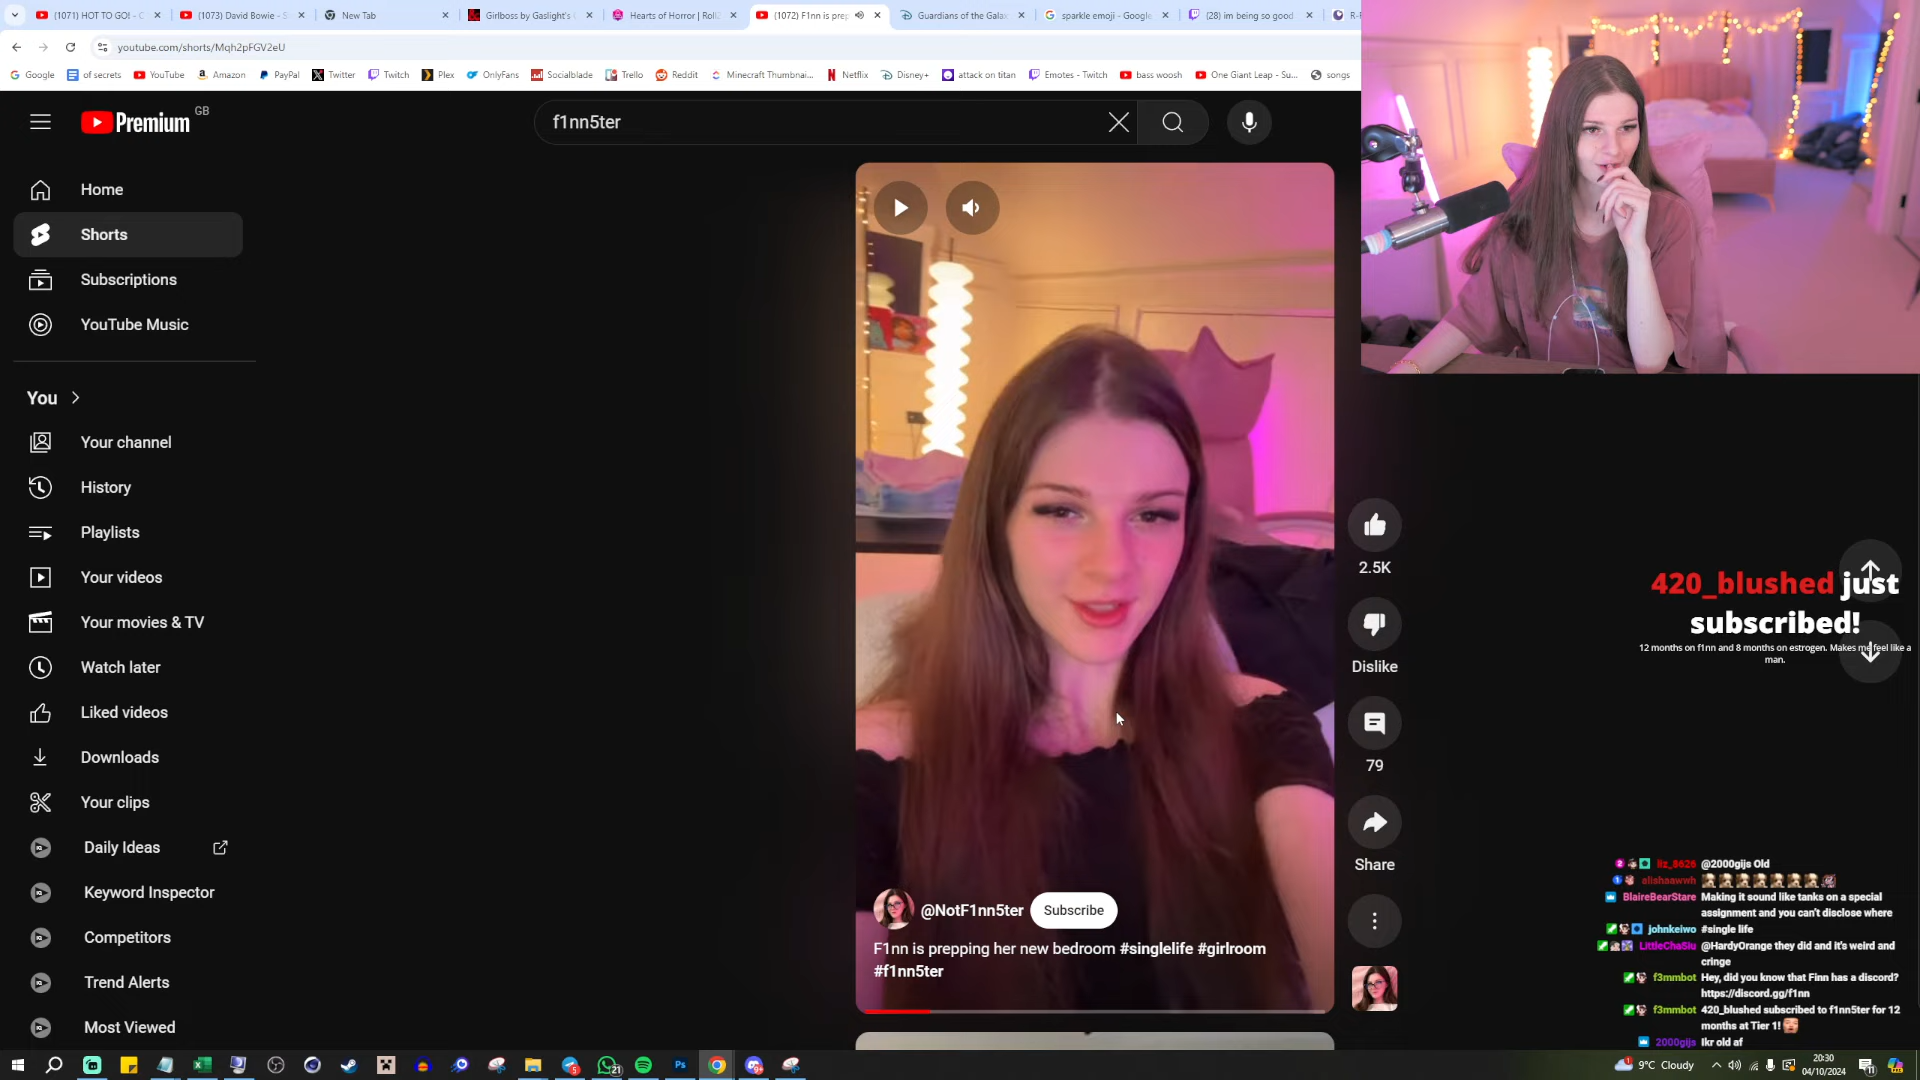 (1071) HOT TO GO! - C
(1073) David Bowie - S
New Tab
Girlboss by Gaslight's
Hearts of Horror | Roll2
(1072) F1nn is prep
Guardians of the Gala
sparkle emoji - Google
(28) im being so good
youtube.com/shorts/Mqh2pFGV2eU
Google
of secrets
YouTube
Amazon
PayPal
Twitter
Twitch
Plex
OnlyFans
Socialblade
Trello
Reddit
Minecraft Thumbnai...
Netflix
Disney+
attack on titan
Emotes - Twitch
bass woosh
One Giant Leap - Su...
songs
Premium
GB
f1nn5ter
Home
Shorts
Subscriptions
YouTube Music
You
Your channel
History
Playlists
Your videos
Your movies & TV
Watch later
Liked videos
Downloads
Your clips
Daily Ideas
Keyword Inspector
Competitors
Trend Alerts
Most Viewed
2.5K
Dislike
79
Share
@NotF1nn5ter
Subscribe
F1nn is prepping her new bedroom #singlelife #girlroom
#f1nn5ter
420_blushed just
subscribed!
12 months on f1nn and 8 months on estrogen. Makes me feel like a
man.
liz_8626 @2000gijs Old
alishaawwh
BlaireBearStare Making it sound like tanks on a special
assignment and you can't disclose where
johnkeiwo #single life
LittleChaSiu @HardyOrange they did and it's weird and
cringe
f3mmbot Hey, did you know that Finn has a discord?
https://discord.gg/f1nn
f3mmbot 420_blushed subscribed to f1nn5ter for 12
months at Tier 1!
2000gijs Ikr old af
9°C Cloudy
20:30
04/10/2024